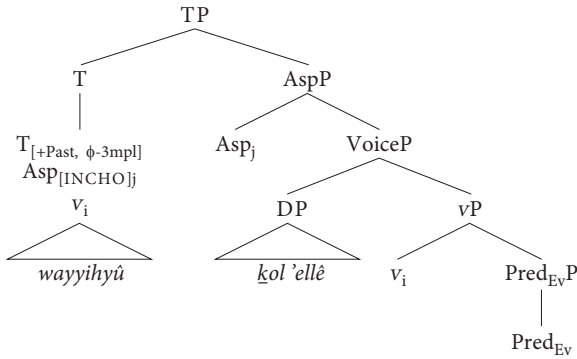 TP
T AspP
T[+Past, ϕ-3mpl] Aspj VoiceP
Asp[INCHO]j
vi DP vP
wayyihyû ḵol ’ellê vi PredEvP
PredEv